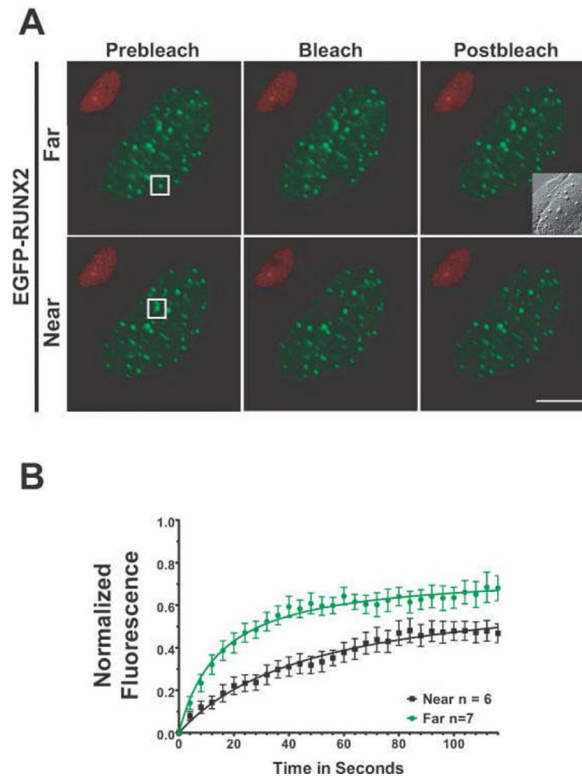 A
Prebleach Bleach Postbleach
EGFP-RUNX2
Far
Near
B
Normalized
Fluorescence
1.0
0.8
0.6
0.4
0.2
0.0
0 20 40 60 80 100
Near n = 6
Far n=7
Time in Seconds